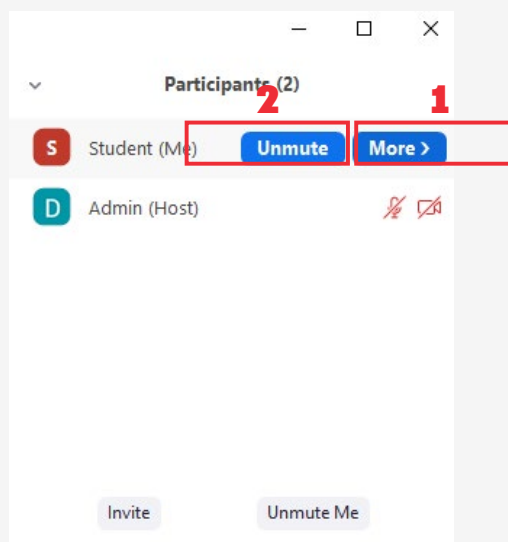 Participants (2)
2
1
S Student (Me) Unmute More >
D Admin (Host)
Invite Unmute Me